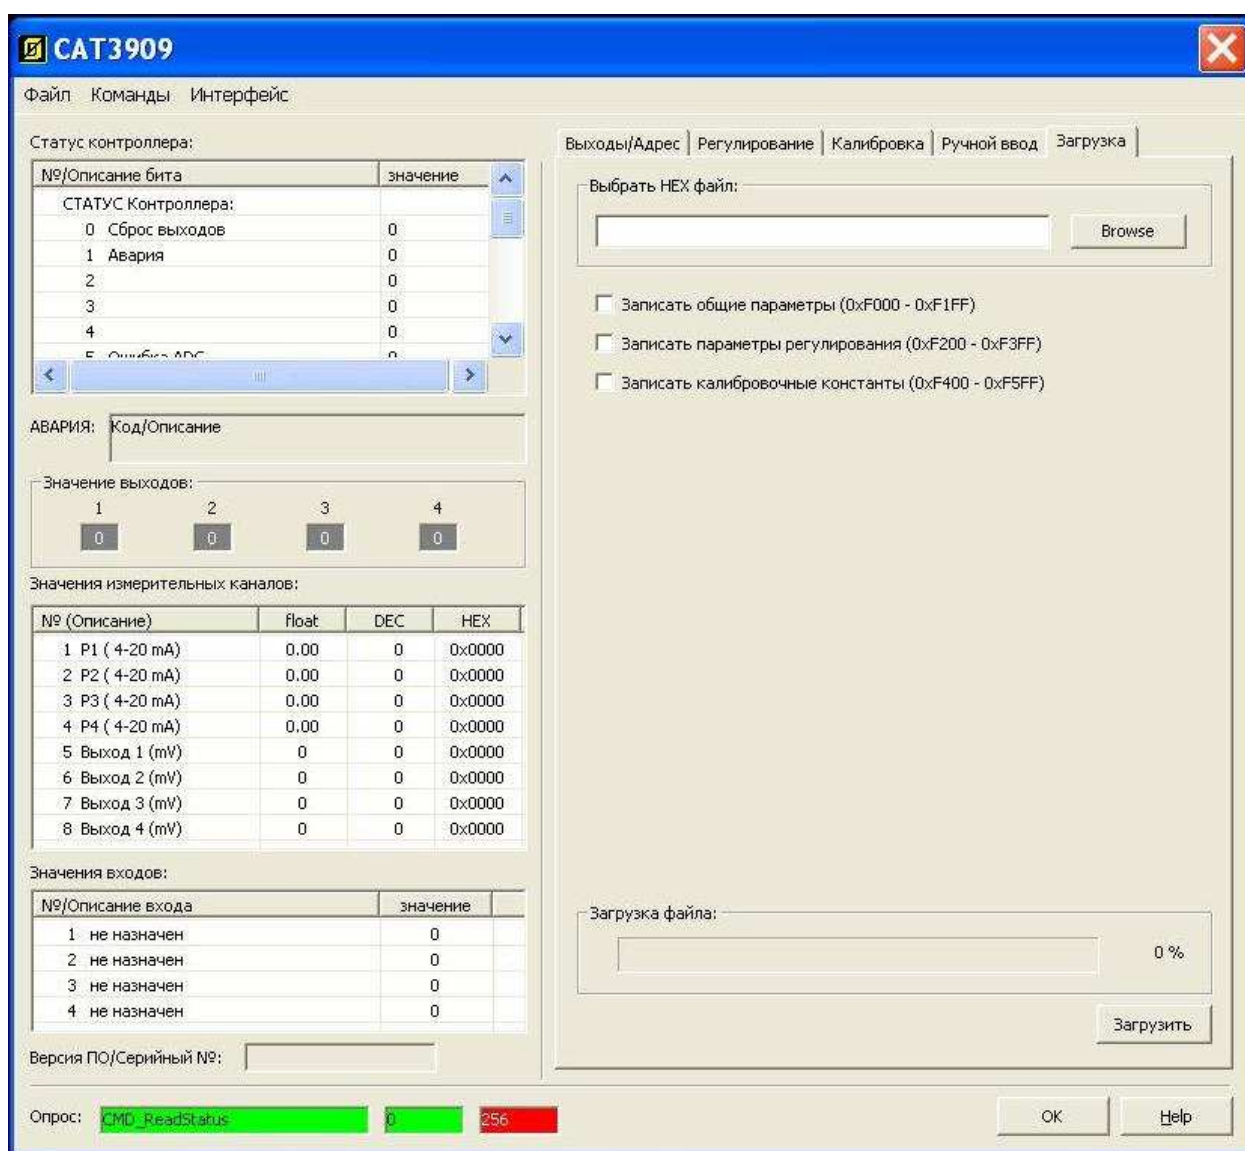 CAT3909
Файл Команды Интерфейс
Статус контроллера:
№/Описание бита значение
СТАТУС Контроллера:
0 Сброс выходов 0
1 Авария 0
2 0
3 0
4 0
5 Ошибка ADC 0
АВАРИЯ: Код/Описание
Значение выходов:
1 2 3 4
0 0 0 0
Значения измерительных каналов:
№ (Описание) float DEC HEX
1 P1 ( 4-20 mA) 0.00 0 0x0000
2 P2 ( 4-20 mA) 0.00 0 0x0000
3 P3 ( 4-20 mA) 0.00 0 0x0000
4 P4 ( 4-20 mA) 0.00 0 0x0000
5 Выход 1 (mV) 0 0 0x0000
6 Выход 2 (mV) 0 0 0x0000
7 Выход 3 (mV) 0 0 0x0000
8 Выход 4 (mV) 0 0 0x0000
Значения входов:
№/Описание входа значение
1 не назначен 0
2 не назначен 0
3 не назначен 0
4 не назначен 0
Версия ПО/Серийный №:
Выходы/Адрес Регулирование Калибровка Ручной ввод Загрузка
Выбрать HEX файл:
Browse
Записать общие параметры (0xF000 - 0xF1FF)
Записать параметры регулирования (0xF200 - 0xF3FF)
Записать калибровочные константы (0xF400 - 0xF5FF)
Загрузка файла:
0 %
Загрузить
Опрос: CMD_ReadStatus 0 256
OK Help